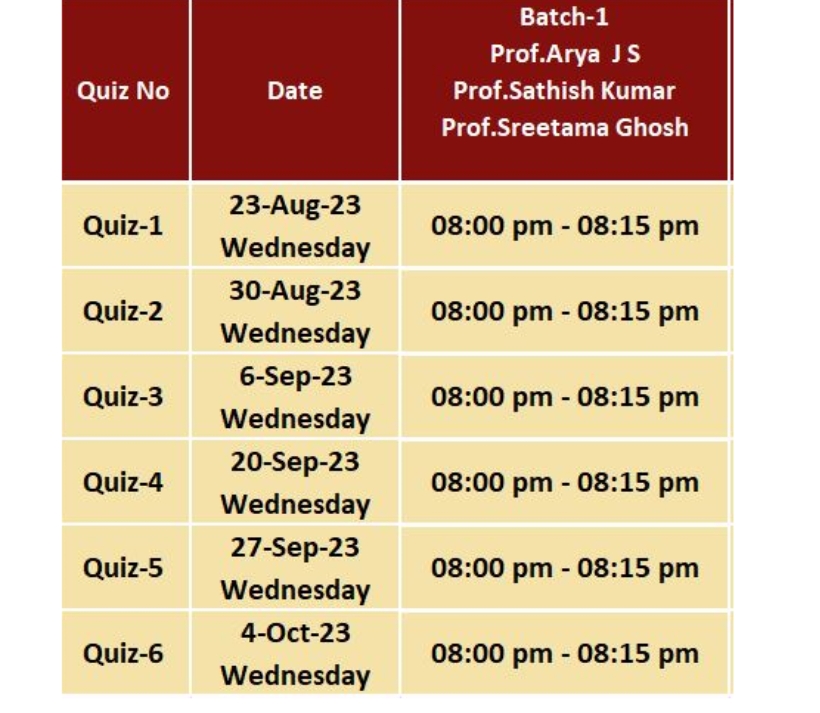 Quiz No
Date
Batch-1
Prof.Arya J S
Prof.Sathish Kumar
Prof.Sreetama Ghosh
Quiz-1
23-Aug-23
Wednesday
08:00 pm - 08:15 pm
Quiz-2
30-Aug-23
Wednesday
08:00 pm - 08:15 pm
Quiz-3
6-Sep-23
Wednesday
08:00 pm - 08:15 pm
Quiz-4
20-Sep-23
Wednesday
08:00 pm - 08:15 pm
Quiz-5
27-Sep-23
Wednesday
08:00 pm - 08:15 pm
Quiz-6
4-Oct-23
Wednesday
08:00 pm - 08:15 pm